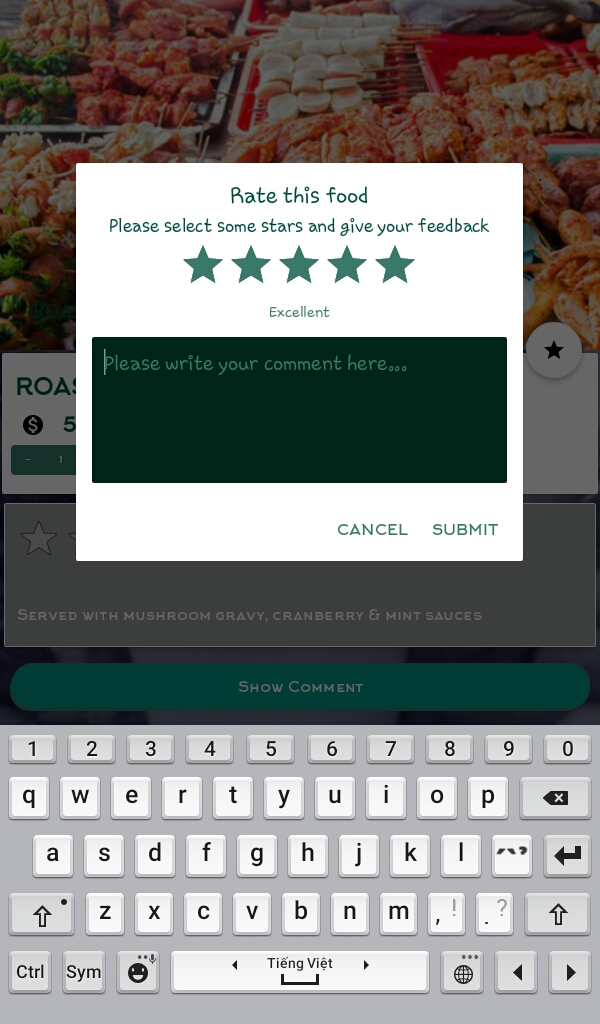 Rate this food
Please select some stars and give your feedback
Excellent
Please write your comment here...
CANCEL SUBMIT
ROAS
$ 5
- 1
Served with mushroom gravy, cranberry & mint sauces
Show Comment
1 2 3 4 5 6 7 8 9 0
q w e r t y u i o p
a s d f g h j k l
z x c v b n m , ! . ?
Ctrl Sym Tiếng Việt